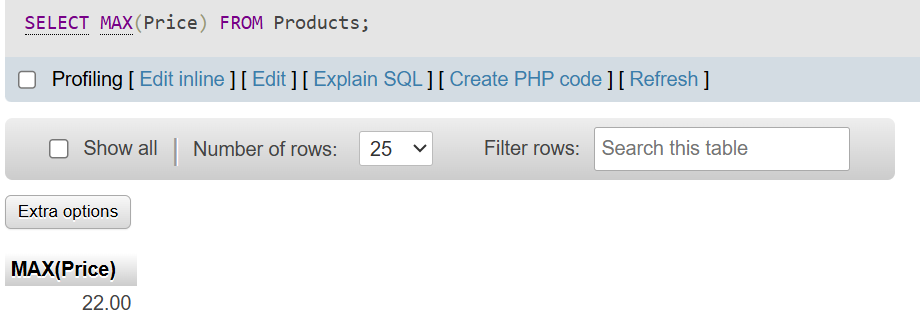 SELECT MAX(Price) FROM Products;
Profiling [ Edit inline ] [ Edit ] [ Explain SQL ] [ Create PHP code ] [ Refresh ]
Show all | Number of rows: 25 Filter rows: Search this table
Extra options
MAX(Price)
22.00